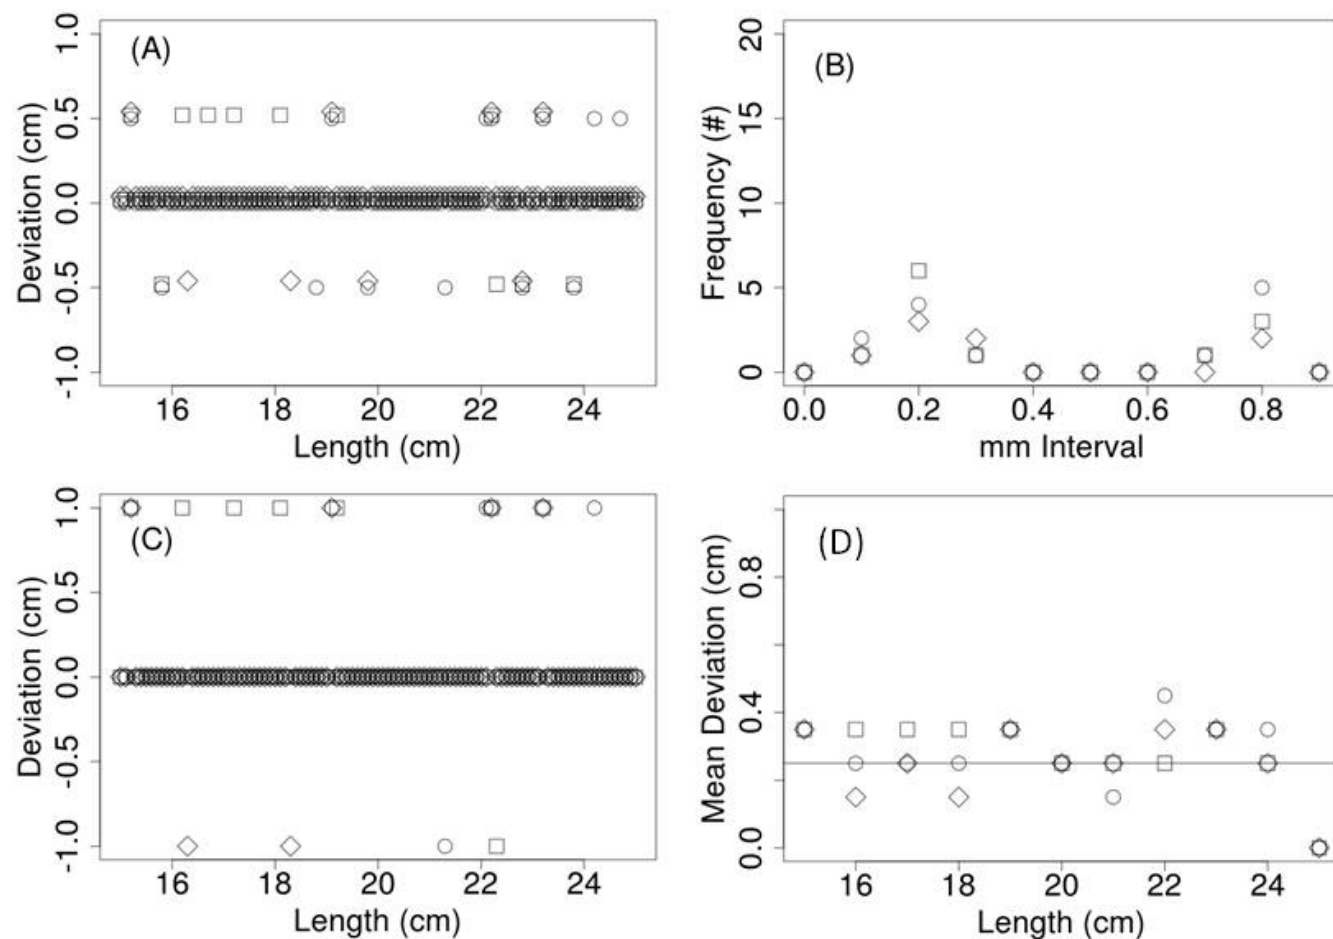 (A)
Deviation (cm)
1.0
0.5
0.0
-0.5
-1.0
16 18 20 22 24
Length (cm)
(B)
Frequency (#)
20
15
10
5
0
0.0 0.2 0.4 0.6 0.8
mm Interval
(C)
Deviation (cm)
1.0
0.5
0.0
-0.5
-1.0
16 18 20 22 24
Length (cm)
(D)
Mean Deviation (cm)
0.8
0.4
0.0
16 18 20 22 24
Length (cm)